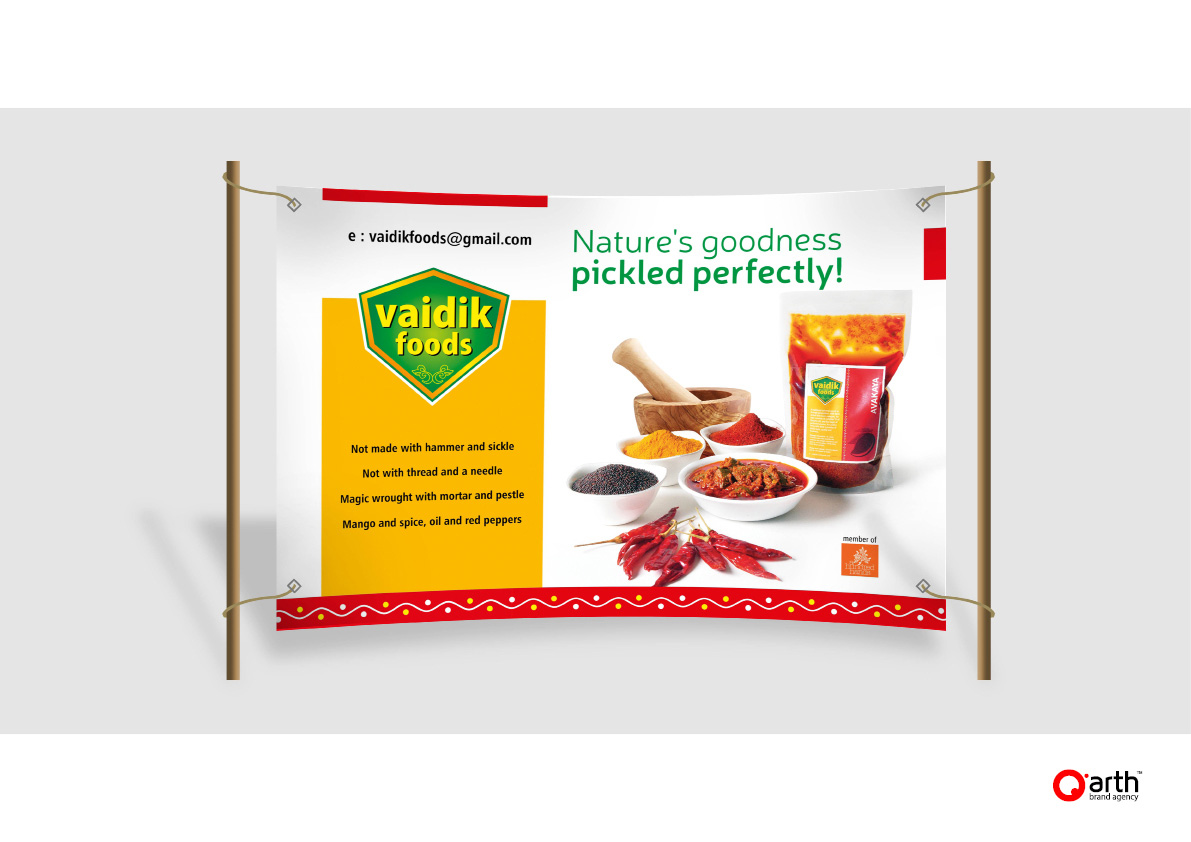 e : vaidikfoods@gmail.com
vaidik
foods
Not made with hammer and sickle
Not with thread and a needle
Magic wrought with mortar and pestle
Mango and spice, oil and red peppers
Nature's goodness
pickled perfectly!
vaidik
foods
AVAKAYA
member of
arth™
brand agency